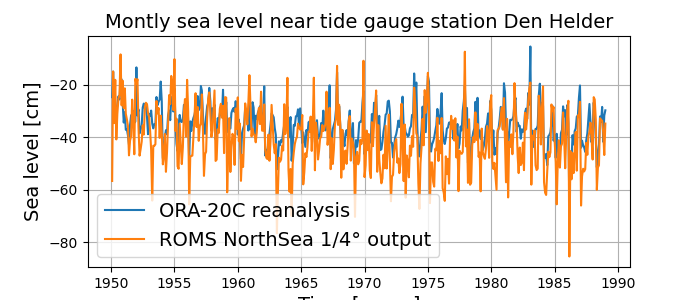 Montly sea level near tide gauge station Den Helder
Sea level [cm]
−20
−40
−60
−80
ORA-20C reanalysis
ROMS NorthSea 1/4° output
1950 1955 1960 1965 1970 1975 1980 1985 1990